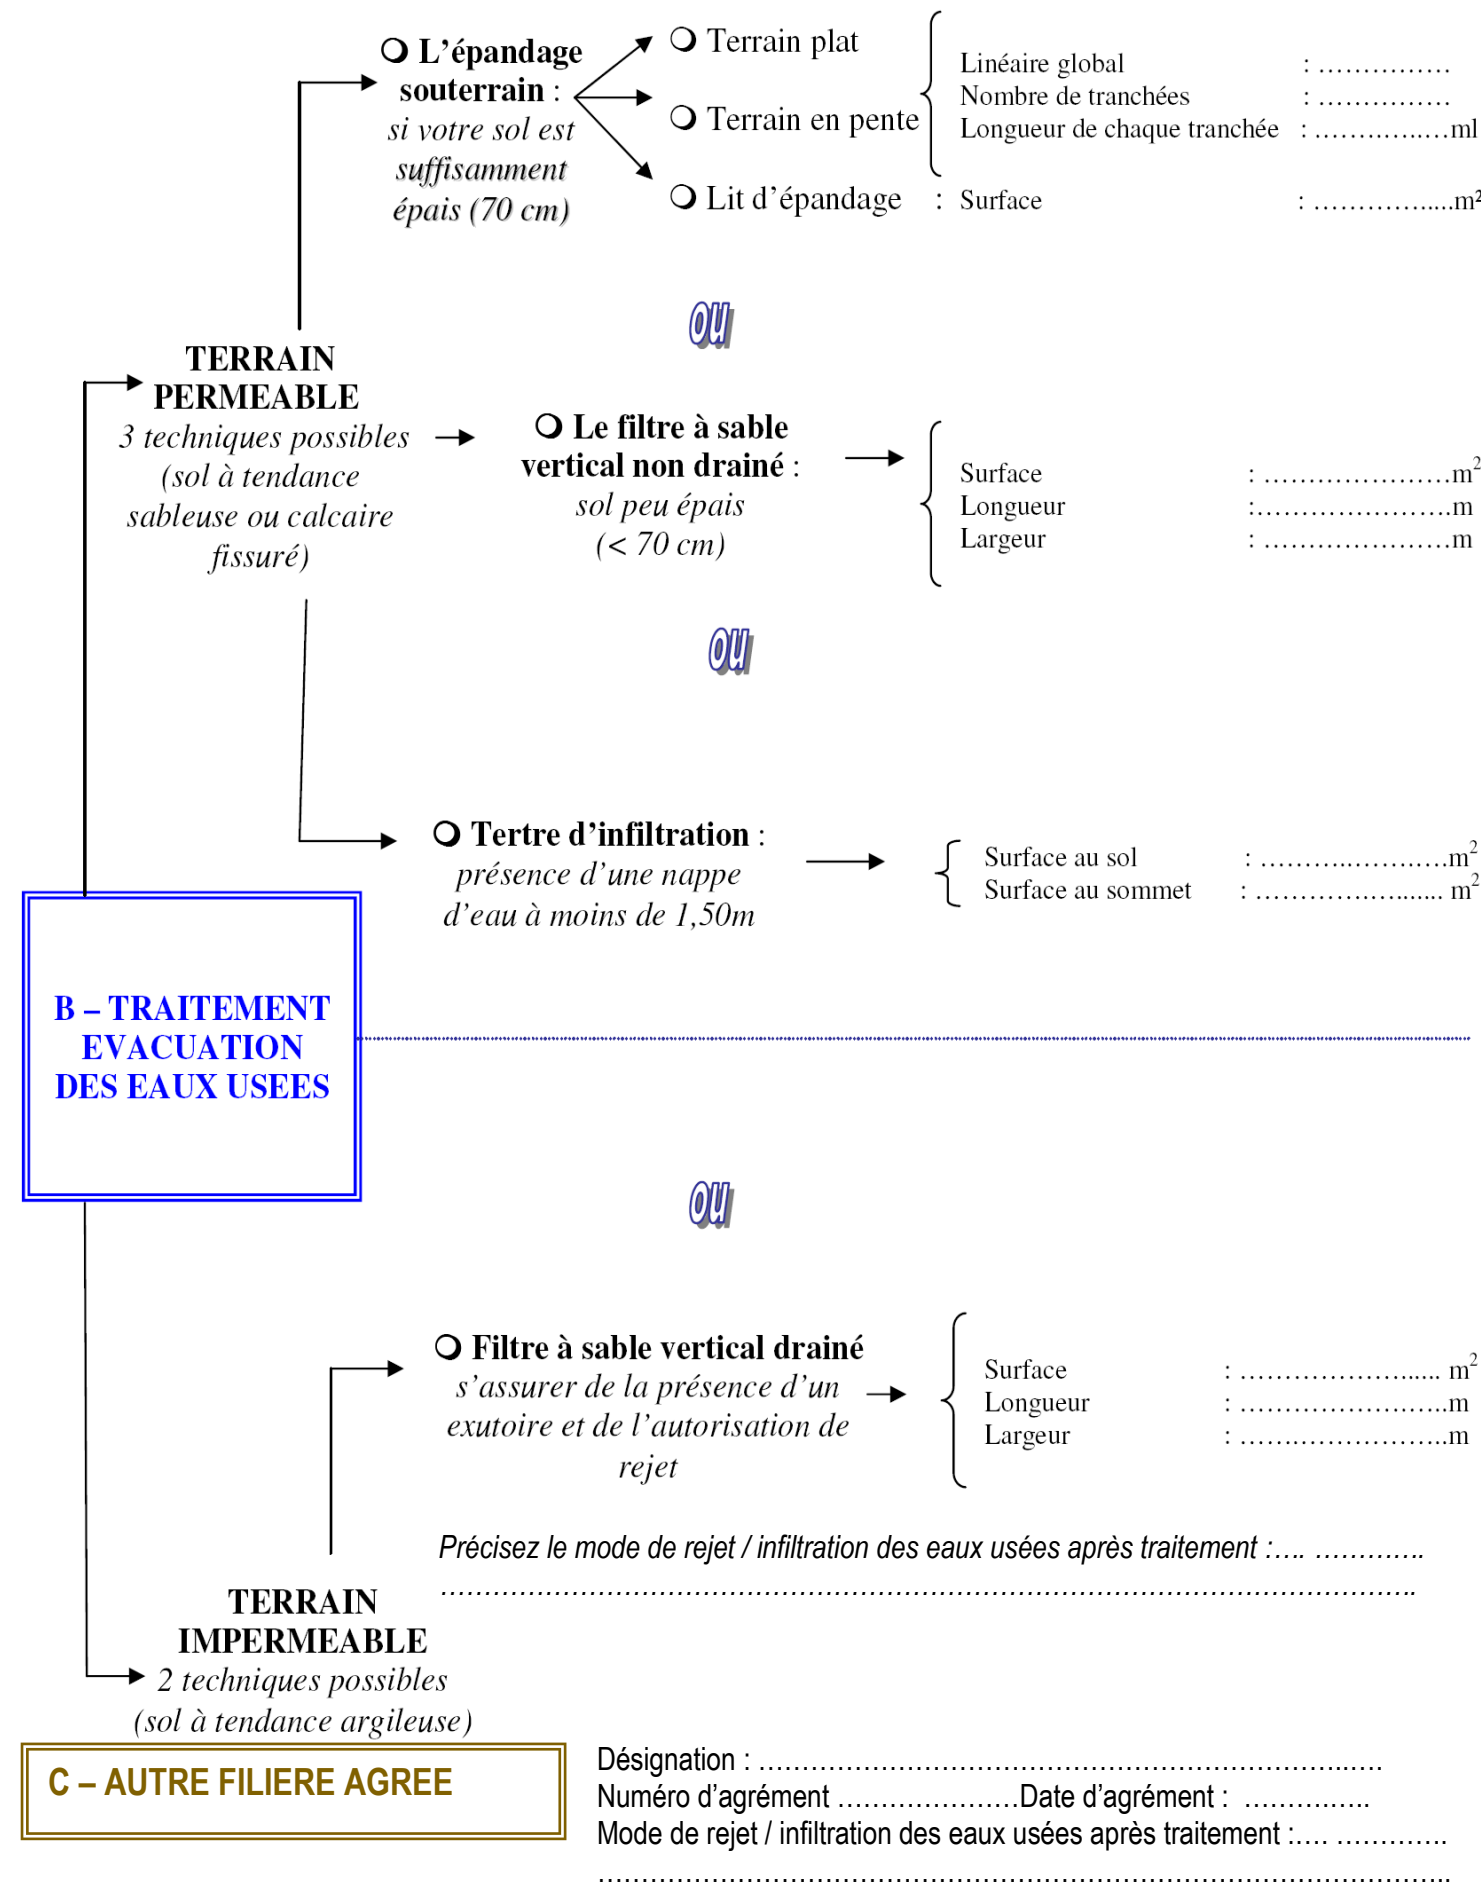 ❍ L’épandage
souterrain :
si votre sol est
suffisamment
épais (70 cm)
❍ Terrain plat
❍ Terrain en pente
Linéaire global : ……………
Nombre de tranchées : ……………
Longueur de chaque tranchée : ………..…ml
❍ Lit d’épandage : Surface : ………….....m²
ou
TERRAIN
PERMEABLE
3 techniques possibles
(sol à tendance
sableuse ou calcaire
fissuré)
❍ Le filtre à sable
vertical non drainé :
sol peu épais
(< 70 cm)
Surface : …………………m²
Longueur :………………….m
Largeur : …………………m
ou
❍ Tertre d’infiltration :
présence d’une nappe
d’eau à moins de 1,50m
Surface au sol : ……….……….…m²
Surface au sommet : ………….……... m²
B – TRAITEMENT
EVACUATION
DES EAUX USEES
ou
❍ Filtre à sable vertical drainé
s’assurer de la présence d’un
exutoire et de l’autorisation de
rejet
Surface : ………………...... m²
Longueur : …………………..m
Largeur : …………………..m
Précisez le mode de rejet / infiltration des eaux usées après traitement :…. ………….
………………………………………………………………………………………………….
TERRAIN
IMPERMEABLE
2 techniques possibles
(sol à tendance argileuse)
C – AUTRE FILIERE AGREE
Désignation : ……………………………………………………………..….
Numéro d’agrément …………………Date d’agrément : ……….…..
Mode de rejet / infiltration des eaux usées après traitement :…. ………….
……………………………………………………………………………………..